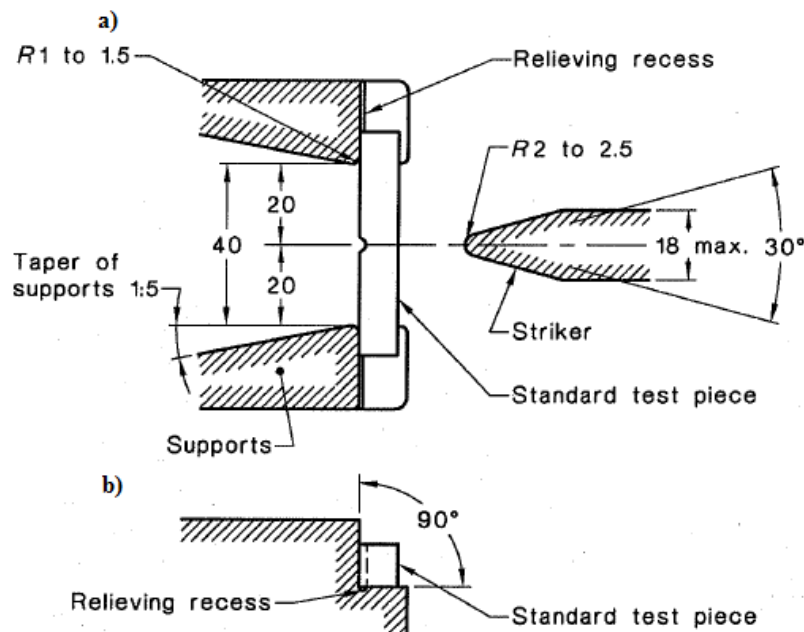 a)
R1 to 1.5
Relieving recess
R2 to 2.5
20
40
18 max.
30°
20
Taper of
supports 1:5
Striker
Standard test piece
Supports
b)
90°
Relieving recess
Standard test piece